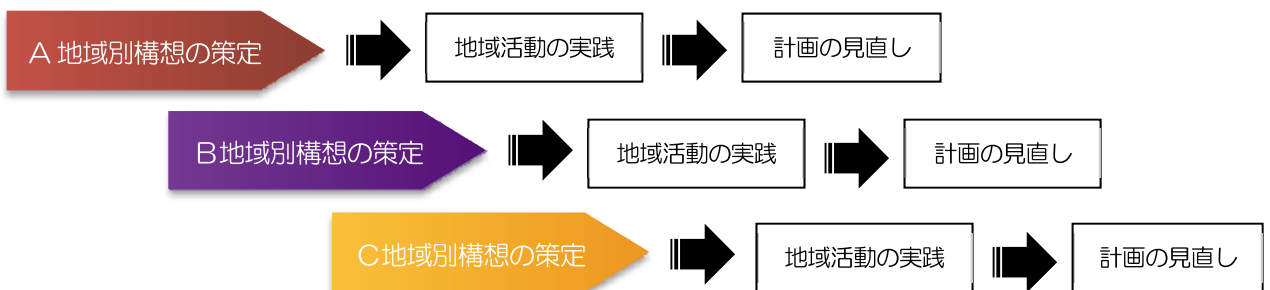 A 地域別構想の策定
地域活動の実践
計画の見直し
B地域別構想の策定
地域活動の実践
計画の見直し
C地域別構想の策定
地域活動の実践
計画の見直し